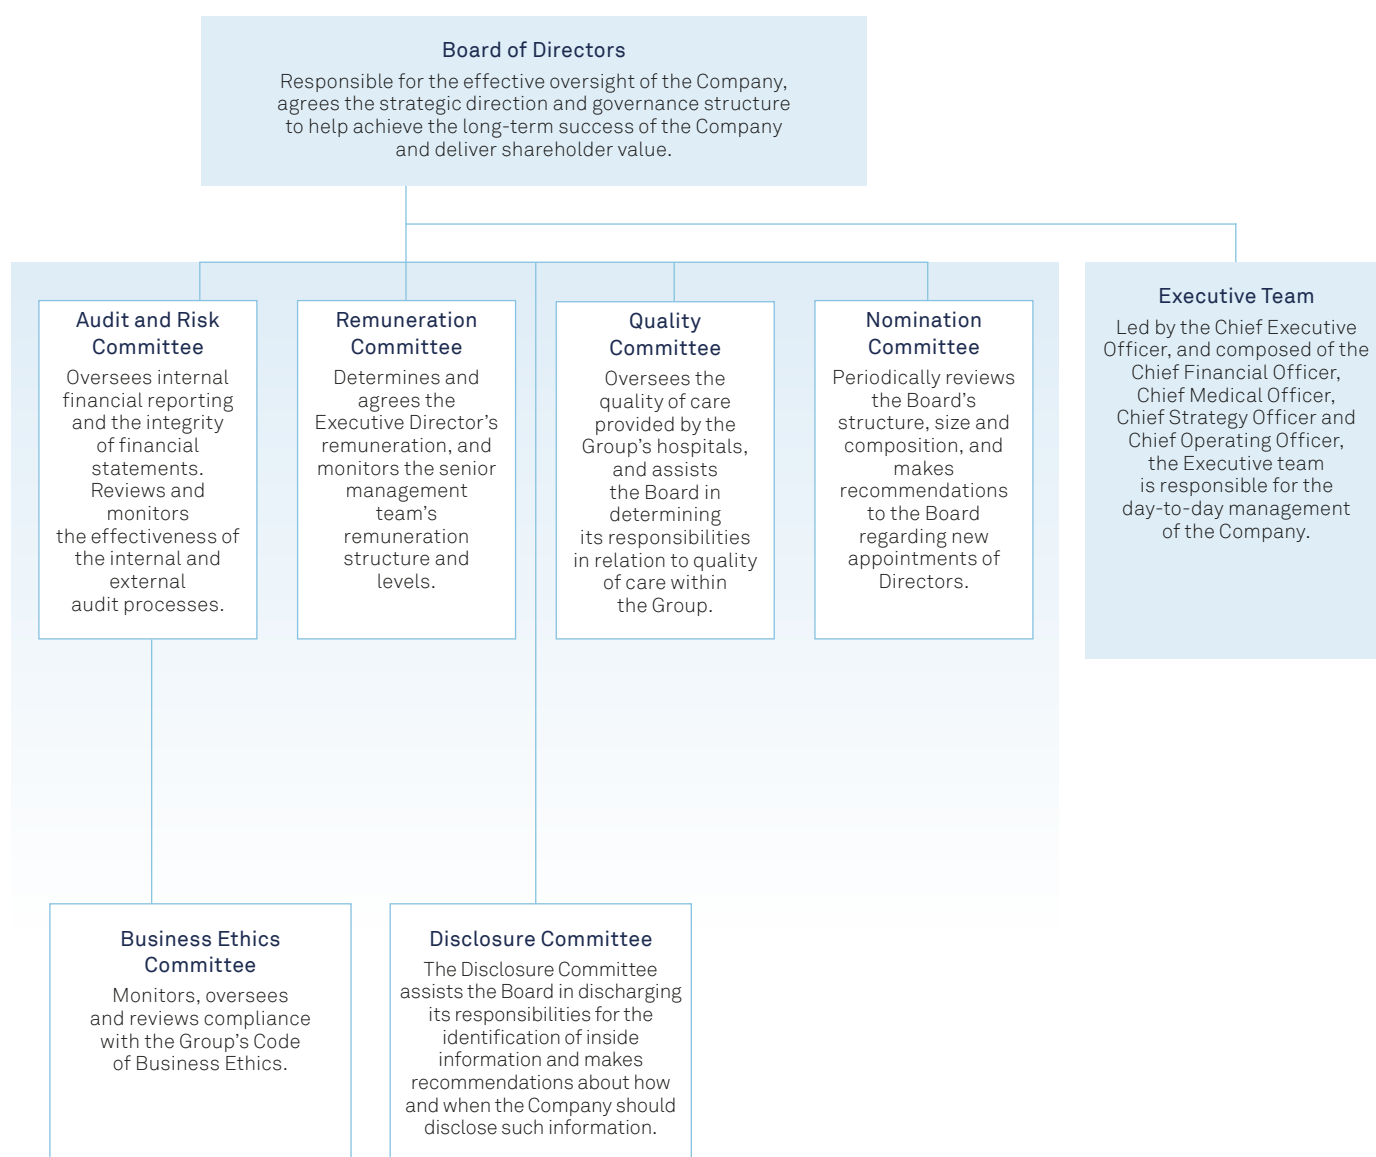 Board of Directors
Responsible for the effective oversight of the Company,
agrees the strategic direction and governance structure
to help achieve the long-term success of the Company
and deliver shareholder value.
Audit and Risk
Committee
Oversees internal
financial reporting
and the integrity
of financial
statements.
Reviews and
monitors
the effectiveness of
the internal and
external
audit processes.
Remuneration
Committee
Determines and
agrees the
Executive Director's
remuneration, and
monitors the senior
management
team's
remuneration
structure and
levels.
Quality
Committee
Oversees the
quality of care
provided by the
Group's hospitals,
and assists
the Board in
determining
its responsibilities
in relation to quality
of care within
the Group.
Nomination
Committee
Periodically reviews
the Board's
structure, size and
composition, and
makes
recommendations
to the Board
regarding new
appointments of
Directors.
Executive Team
Led by the Chief Executive
Officer, and composed of the
Chief Financial Officer,
Chief Medical Officer,
Chief Strategy Officer and
Chief Operating Officer,
the Executive team
is responsible for the
day-to-day management
of the Company.
Business Ethics
Committee
Monitors, oversees
and reviews compliance
with the Group's Code
of Business Ethics.
Disclosure Committee
The Disclosure Committee
assists the Board in discharging
its responsibilities for the
identification of inside
information and makes
recommendations about how
and when the Company should
disclose such information.